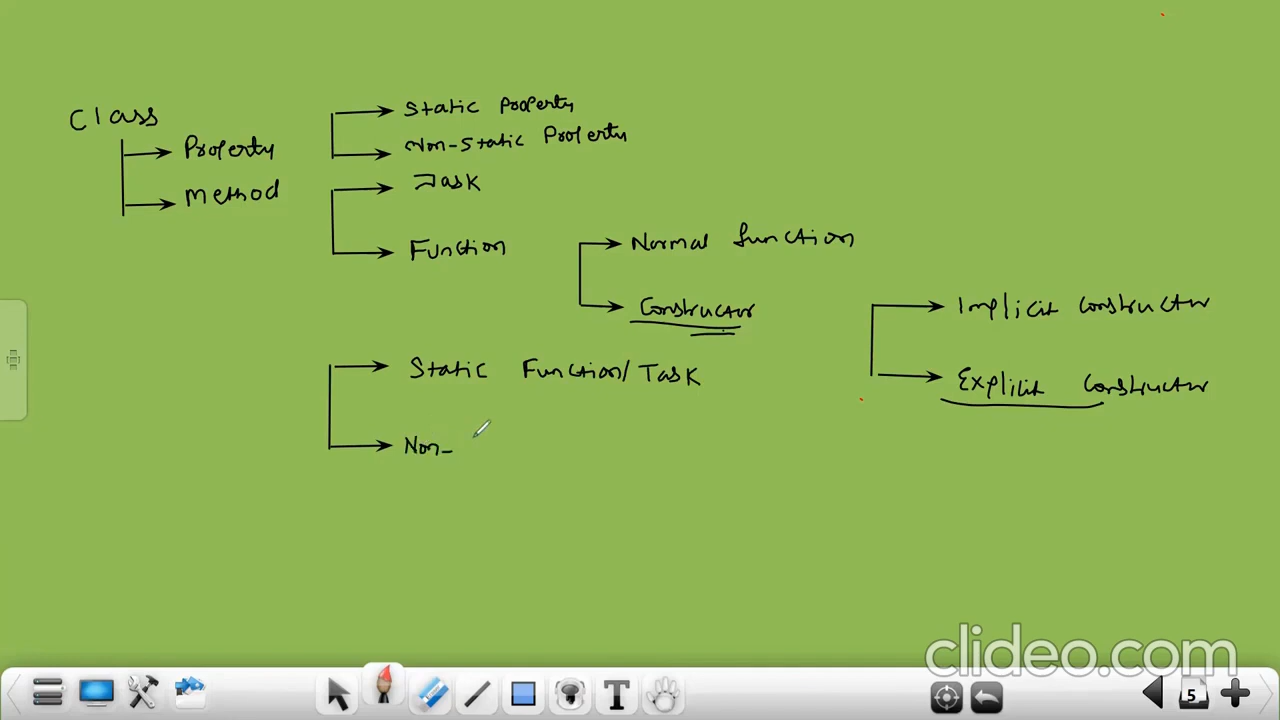 Class
Static Property
Non-Static Property
Property
Method
Task
Function
Normal function
Constructor
Implicit Constructor
Explicit Constructor
Static Function/Task
Non-
clideo.com
T
5